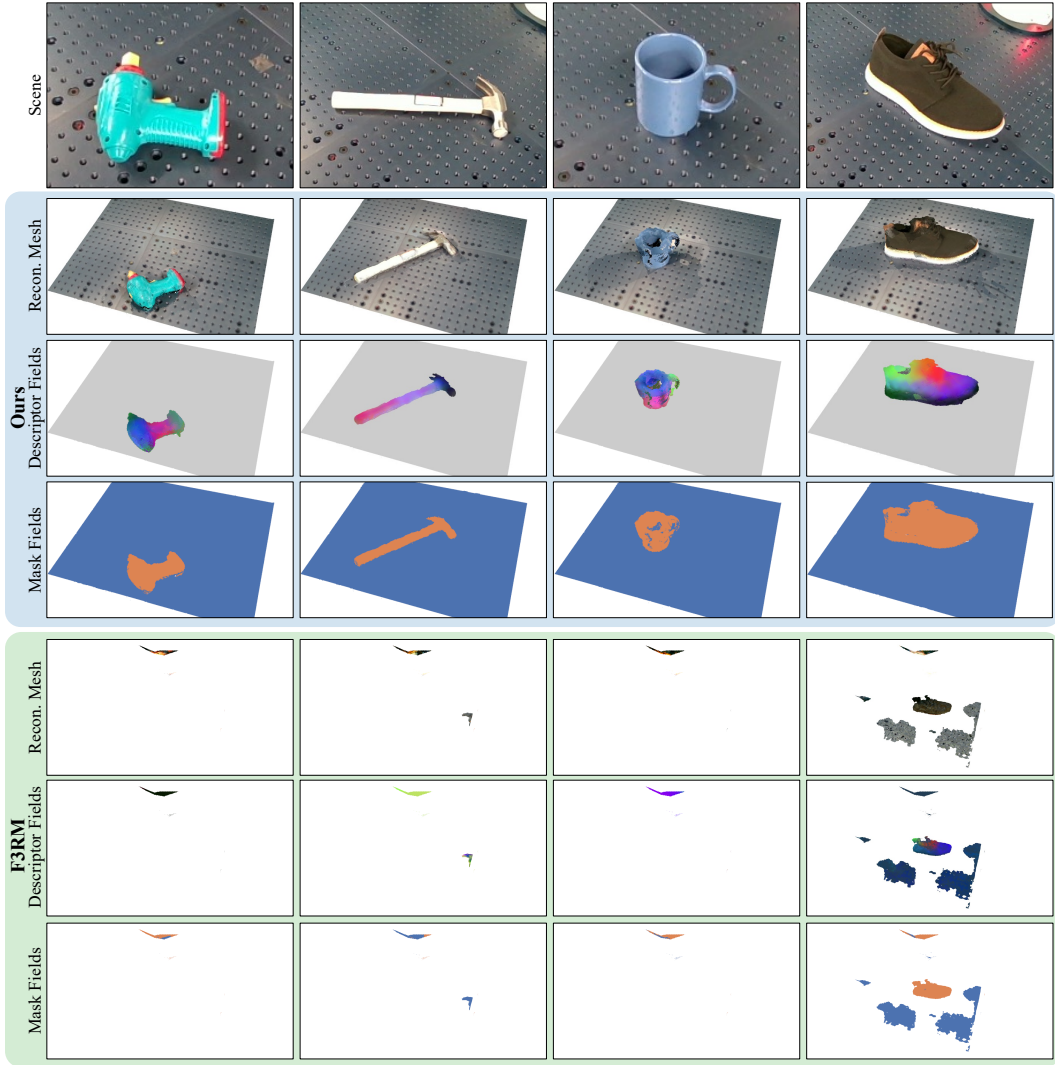 Scene
Ours
Recon. Mesh
Descriptor Fields
Mask Fields
F3RM
Recon. Mesh
Descriptor Fields
Mask Fields